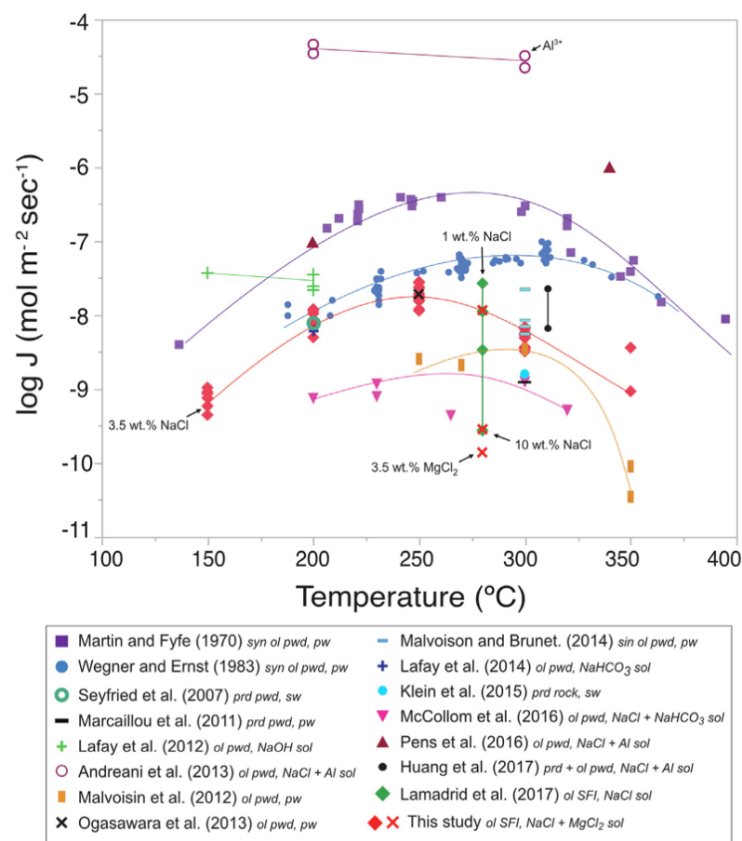 -4
-5
-6
-7
-8
-9
-10
-11
log J (mol m⁻² sec⁻¹)
Al³⁺
1 wt.% NaCl
3.5 wt.% NaCl
10 wt.% NaCl
3.5 wt.% MgCl₂
100 150 200 250 300 350 400
Temperature (ºC)
Martin and Fyfe (1970) syn ol pwd, pw
Wegner and Ernst (1983) syn ol pwd, pw
Seyfried et al. (2007) prd pwd, sw
Marcaillou et al. (2011) prd pwd, pw
Lafay et al. (2012) ol pwd, NaOH sol
Andreani et al. (2013) ol pwd, NaCl + Al sol
Malvoisin et al. (2012) ol pwd, pw
Ogasawara et al. (2013) ol pwd, pw
Malvoison and Brunet. (2014) sin ol pwd, pw
Lafay et al. (2014) ol pwd, NaHCO₃ sol
Klein et al. (2015) prd rock, sw
McCollom et al. (2016) ol pwd, NaCl + NaHCO₃ sol
Pens et al. (2016) ol pwd, NaCl + Al sol
Huang et al. (2017) prd + ol pwd, NaCl + Al sol
Lamadrid et al. (2017) ol SFI, NaCl sol
This study ol SFI, NaCl + MgCl₂ sol